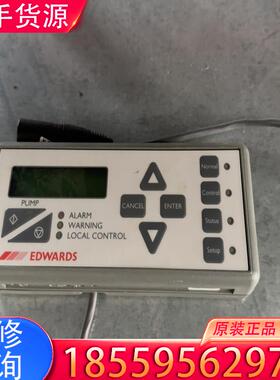 手货源
Normal
Control
Status
Setup
CANCEL
ENTER
PUMP
ALARM
WARNING
LOCAL CONTROL
EDWARDS
修
询
原装正品
1855956297